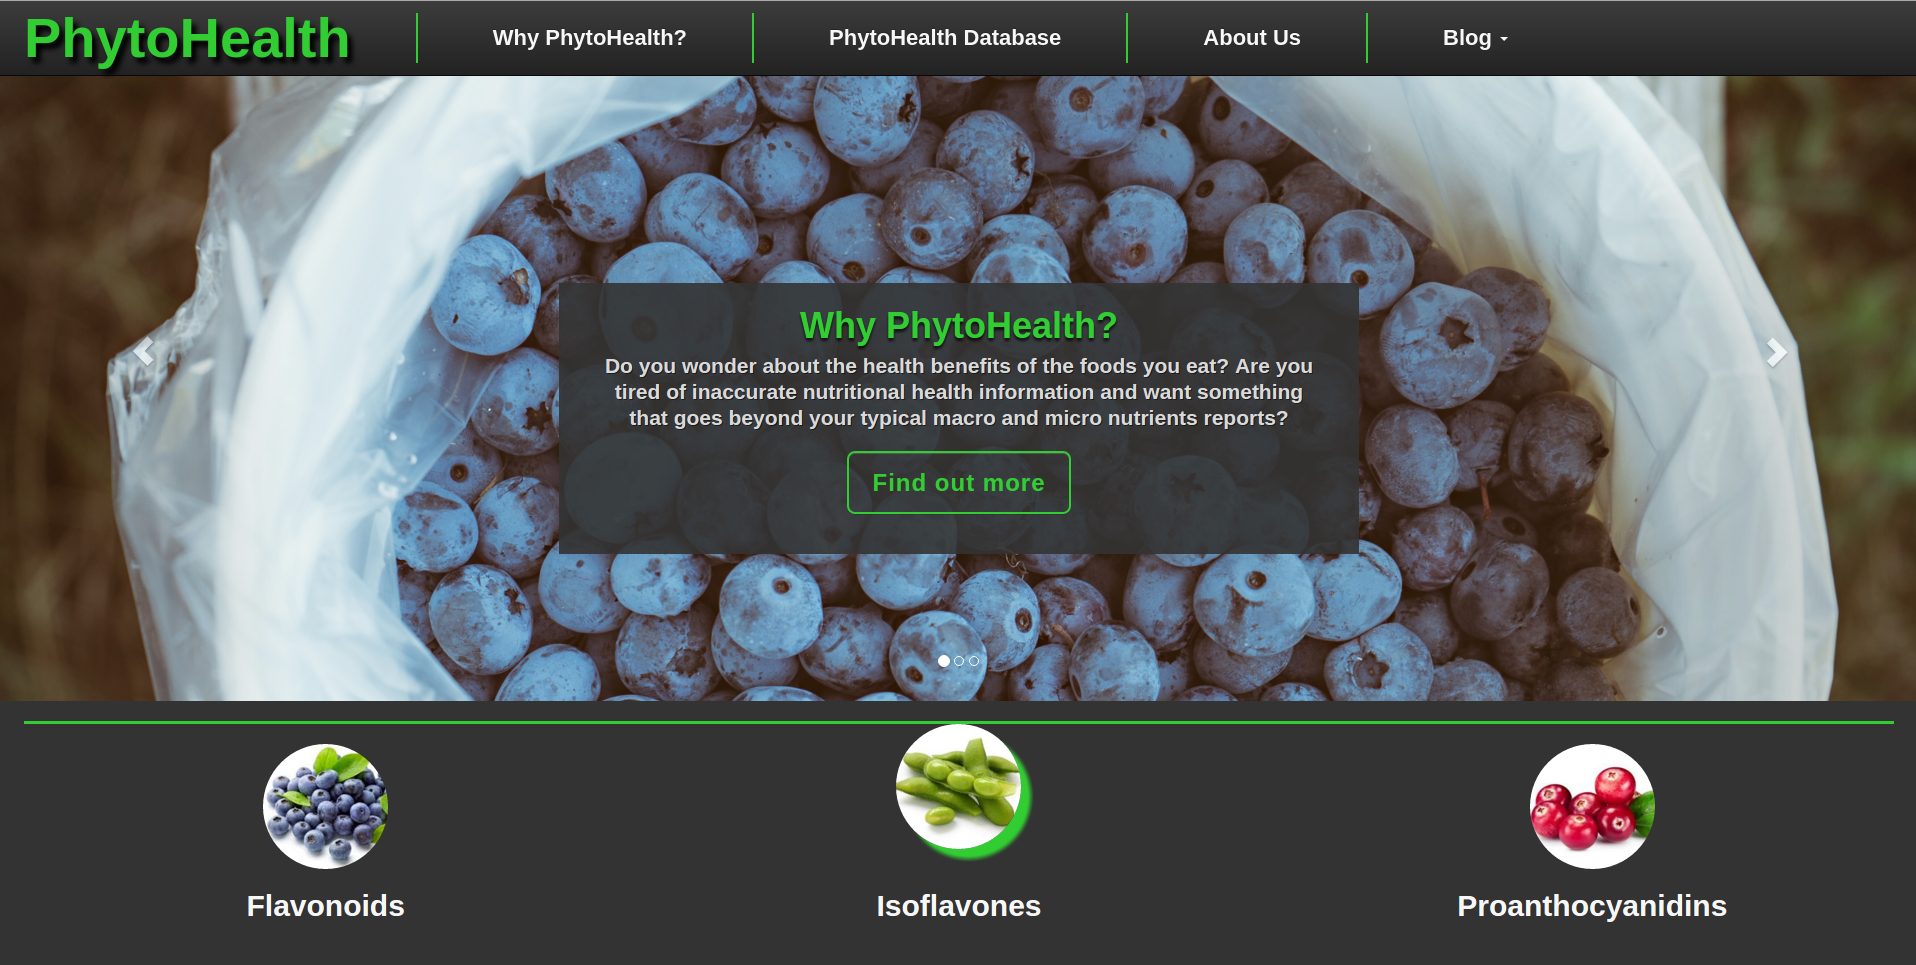 PhytoHealth
Why PhytoHealth?
PhytoHealth Database
About Us
Blog
Why PhytoHealth?
Do you wonder about the health benefits of the foods you eat? Are you
tired of inaccurate nutritional health information and want something
that goes beyond your typical macro and micro nutrients reports?
Find out more
Flavonoids
Isoflavones
Proanthocyanidins